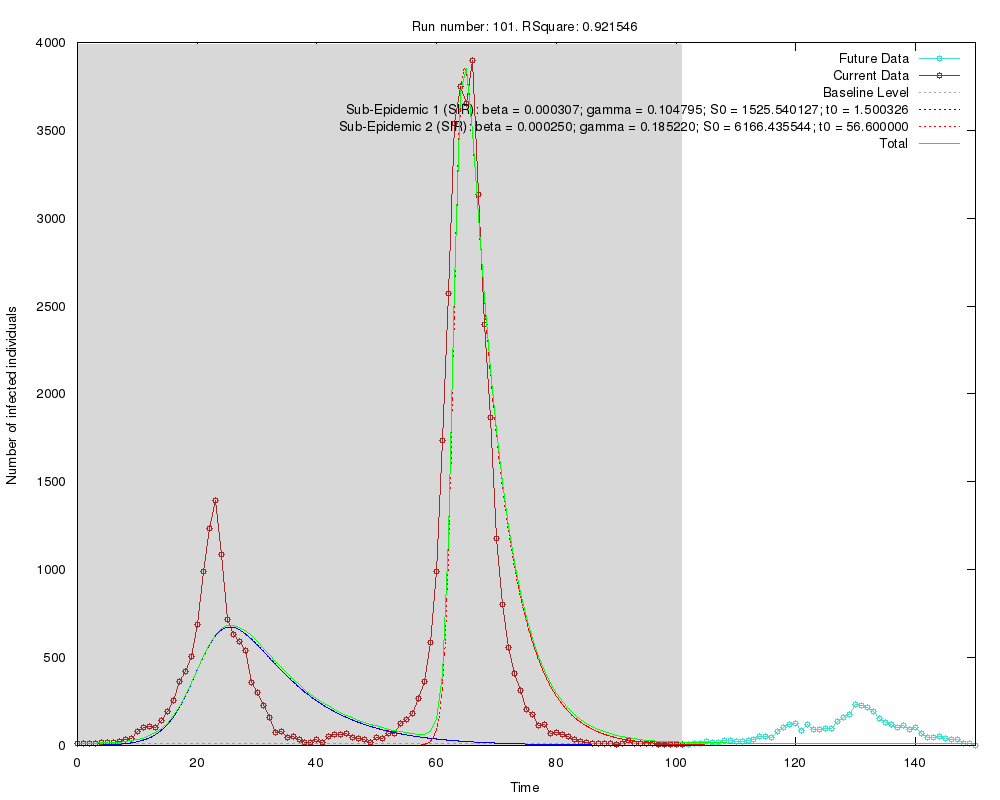 Run number: 101. RSquare: 0.921546
4000
3500
3000
2500
2000
1500
1000
500
0
Number of infected individuals
Future Data
Current Data
Baseline Level
Sub-Epidemic 1 (SIR): beta = 0.000307; gamma = 0.104795; S0 = 1525.540127; t0 = 1.500326
Sub-Epidemic 2 (SIR): beta = 0.000250; gamma = 0.185220; S0 = 6166.435544; t0 = 56.600000
Total
0 20 40 60 80 100 120 140
Time